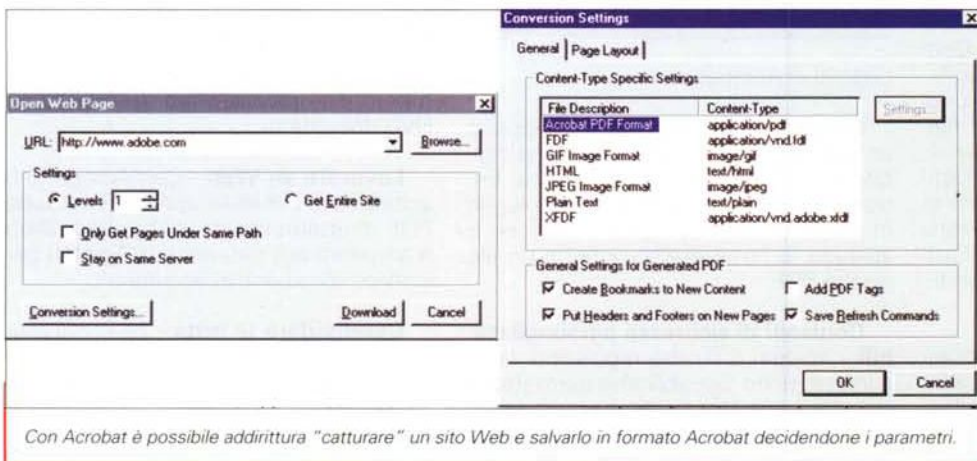 Open Web Page
URL: http://www.adobe.com
Browse...
Settings
Levels 1
Get Entire Site
Only Get Pages Under Same Path
Stay on Same Server
Conversion Settings...
Download
Cancel
Conversion Settings
General
Page Layout
Content-Type Specific Settings
File Description Content-Type
Acrobat PDF Format application/pdf
FDF application/vnd.fdf
GIF Image Format image/gif
HTML text/html
JPEG Image Format image/jpeg
Plain Text text/plain
XFDF application/vnd.adobe.xfdf
Settings...
General Settings for Generated PDF
Create Bookmarks to New Content
Add PDF Tags
Put Headers and Footers on New Pages
Save Refresh Commands
OK
Cancel
Con Acrobat è possibile addirittura "catturare" un sito Web e salvarlo in formato Acrobat decidendone i parametri.